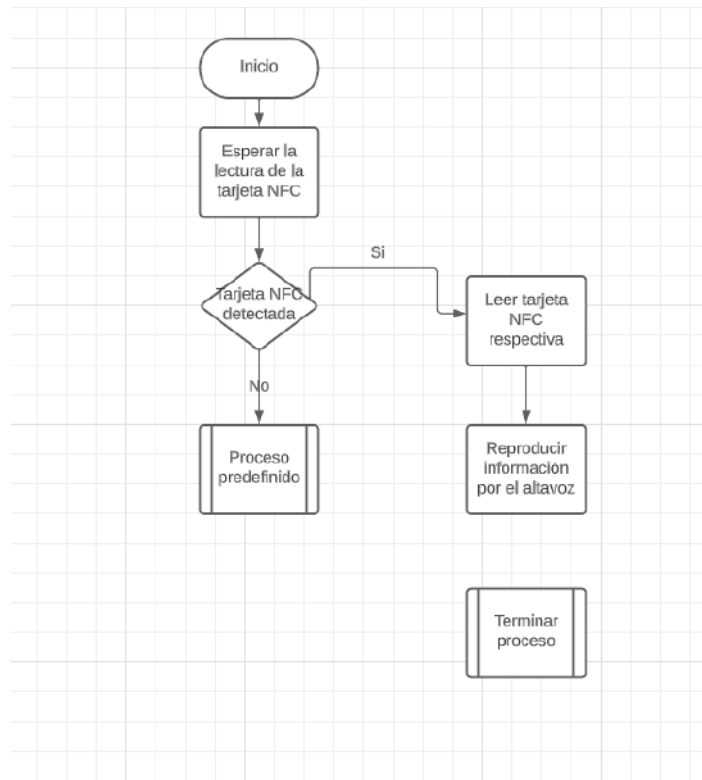 Inicio
Esperar la
lectura de la
tarjeta NFC
Si
Tarjeta NFC
detectada
Leer tarjeta
NFC
respectiva
No
Proceso
predefinido
Reproducir
información
por el altavoz
Terminar
proceso